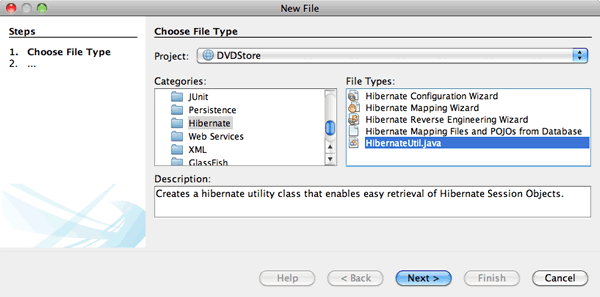 New File
Steps
1. Choose File Type
2. ...
Choose File Type
Project: DVDStore
Categories:
JUnit
Persistence
Hibernate
Web Services
XML
GlassFish
File Types:
Hibernate Configuration Wizard
Hibernate Mapping Wizard
Hibernate Reverse Engineering Wizard
Hibernate Mapping Files and POJOs from Database
HibernateUtil.java
Description:
Creates a hibernate utility class that enables easy retrieval of Hibernate Session Objects.
Help < Back Next > Finish Cancel